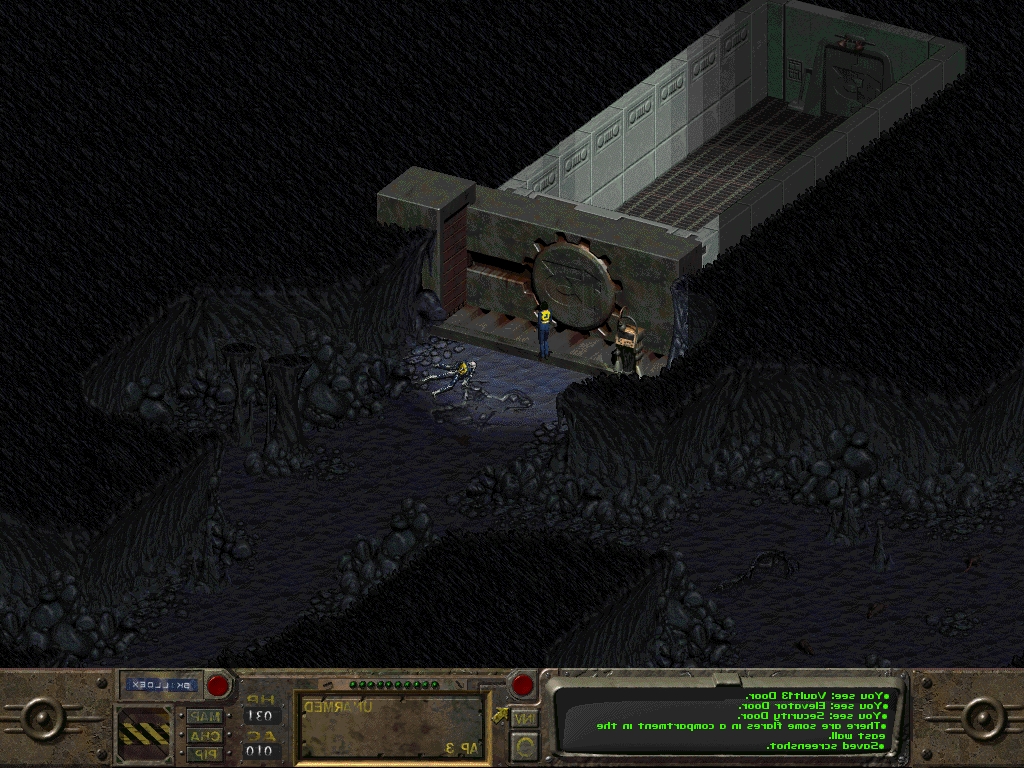 You see: Vault13 Door.
You see: Elevator Door.
You see: Security Door.
There are some flares in a compartment in the
east wall.
Saved screenshot.
INV
UNARMED
AP 3
HP
031
AC
010
SKILLDEX
MAP
CHA
PIP